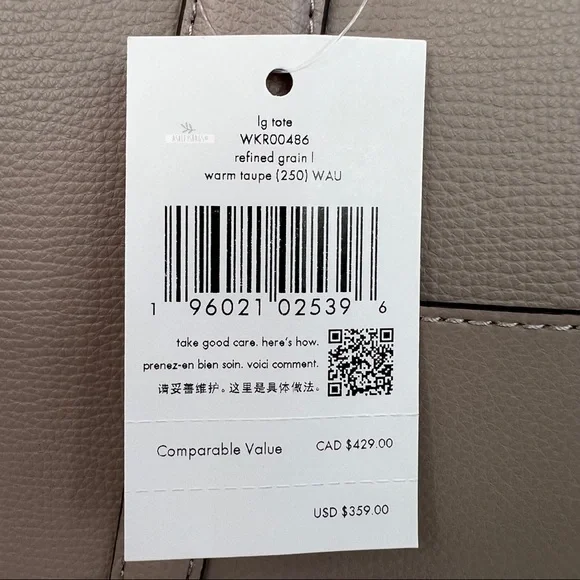 lg tote
WKR00486
refined grain l
warm taupe (250) WAU
1 96021 02539 6
take good care. here's how.
prenez-en bien soin. voici comment.
请妥善维护。这里是具体做法。
Comparable Value CAD $429.00
USD $359.00